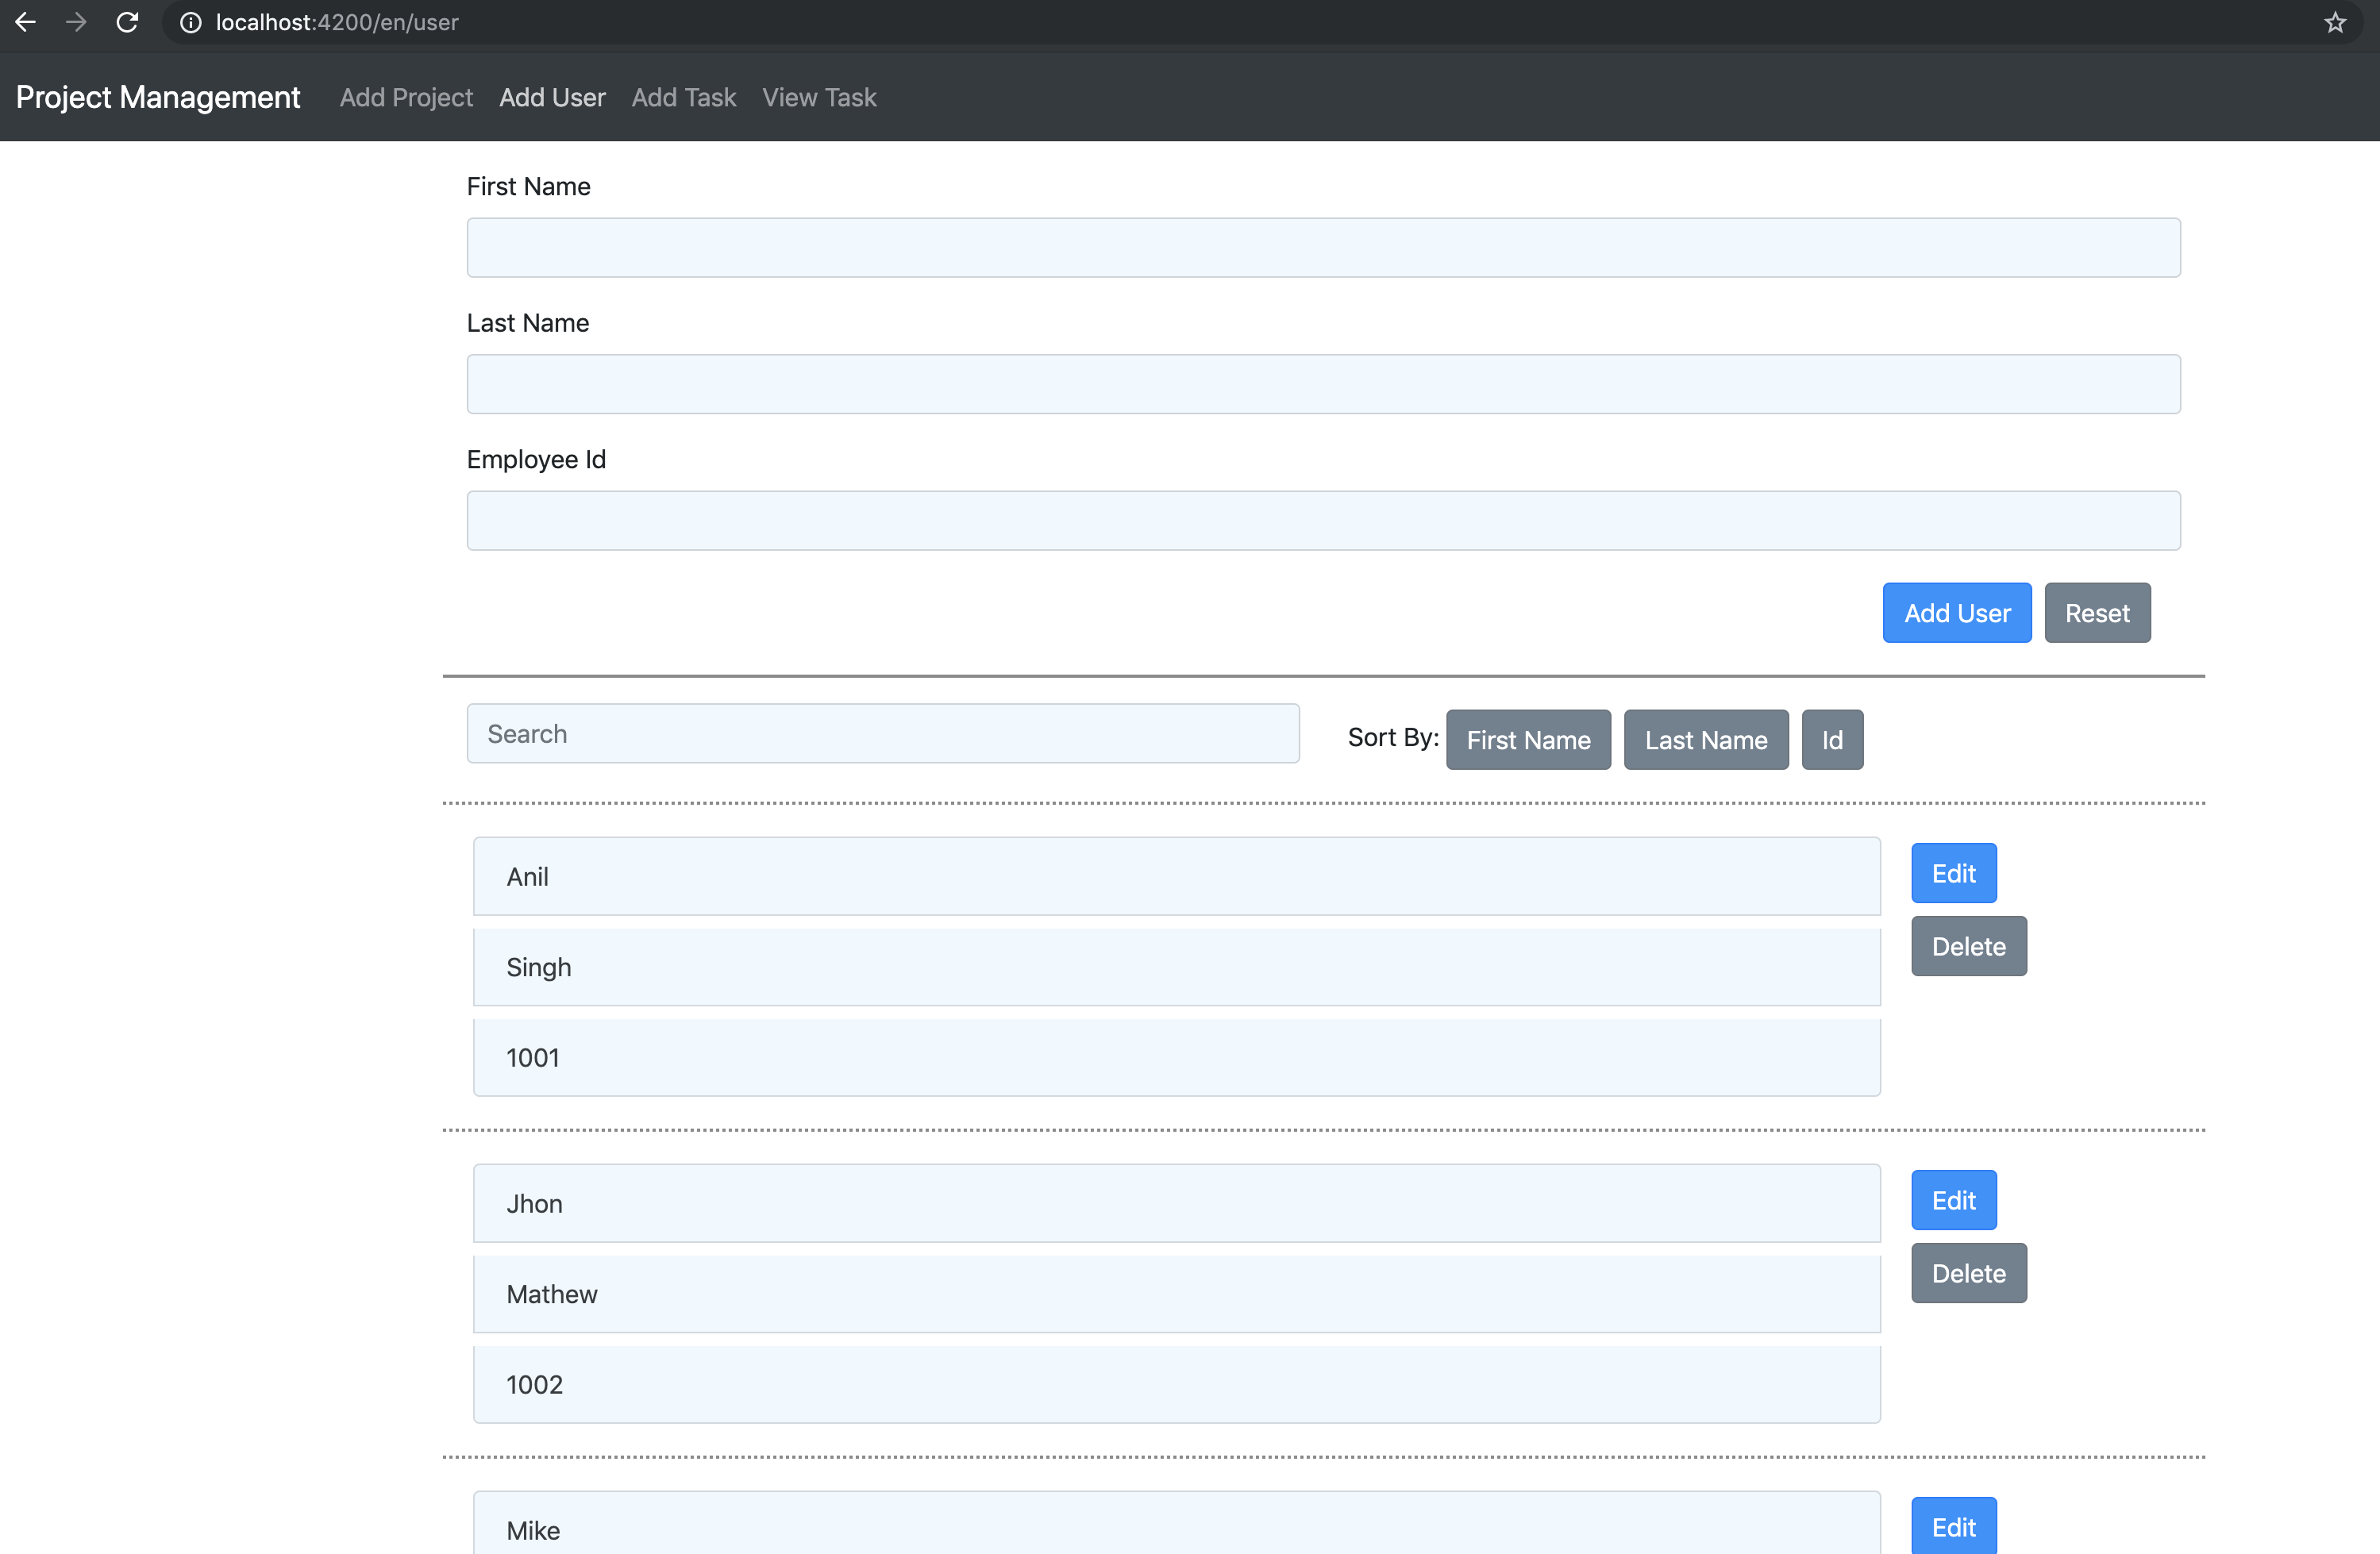 localhost:4200/en/user
Project Management Add Project Add User Add Task View Task
First Name
Last Name
Employee Id
Add User Reset
Search Sort By: First Name Last Name Id
Anil Edit
Delete
Singh
1001
Jhon Edit
Delete
Mathew
1002
Mike Edit